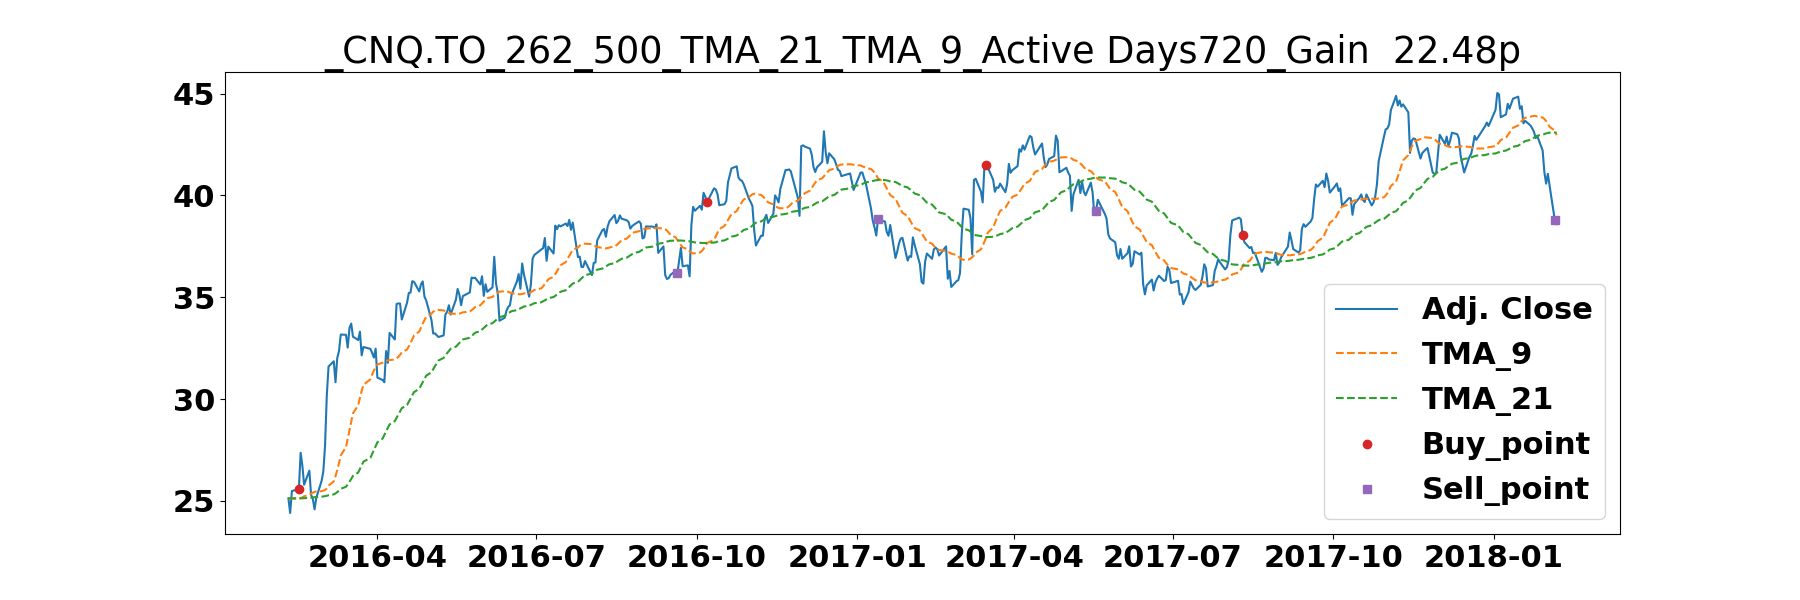 _CNQ.TO_262_500_TMA_21_TMA_9_Active Days720_Gain  22.48p
45
40
35
30
25
2016-04 2016-07 2016-10 2017-01 2017-04 2017-07 2017-10 2018-01
Adj. Close
TMA_9
TMA_21
Buy_point
Sell_point